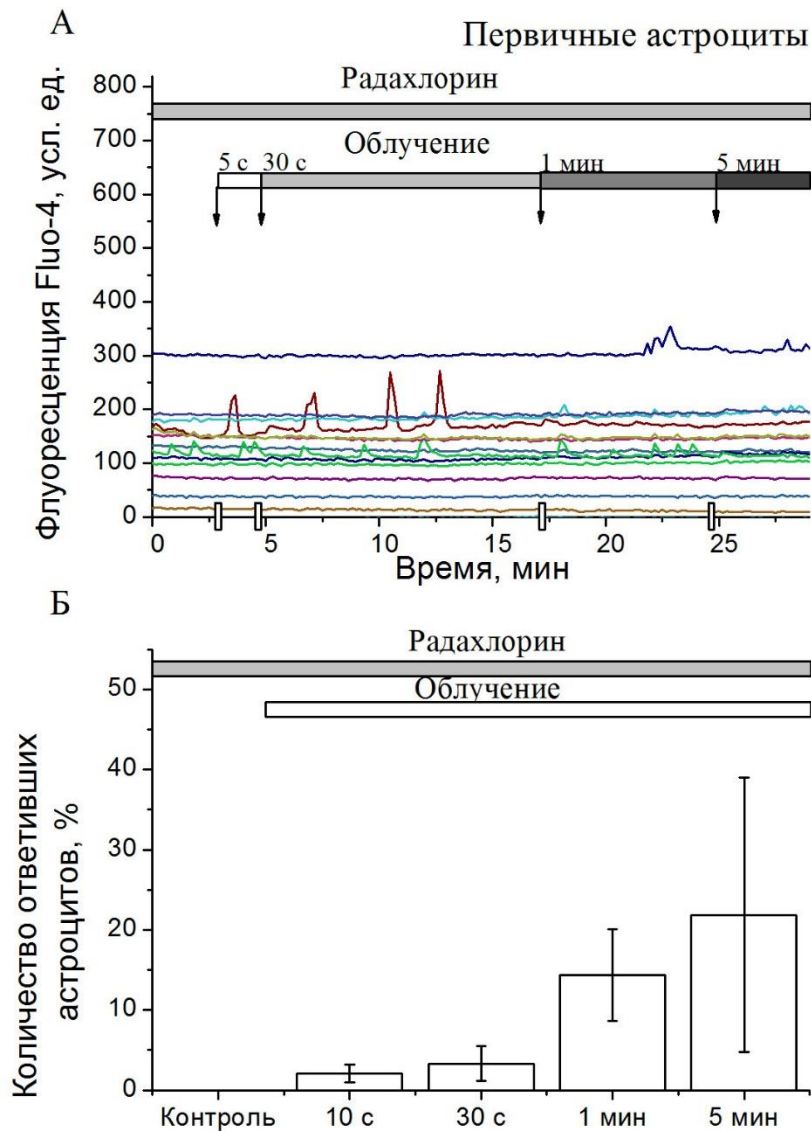 А
Первичные астроциты
Радахлорин
Облучение
5 с 30 с 1 мин 5 мин
800
700
600
500
400
300
200
100
0
Флуоресценция Fluo-4, усл. ед.
0 5 10 15 20 25
Время, мин
Б
Радахлорин
Облучение
50
40
30
20
10
0
Количество ответивших
астроцитов, %
Контроль 10 с 30 с 1 мин 5 мин